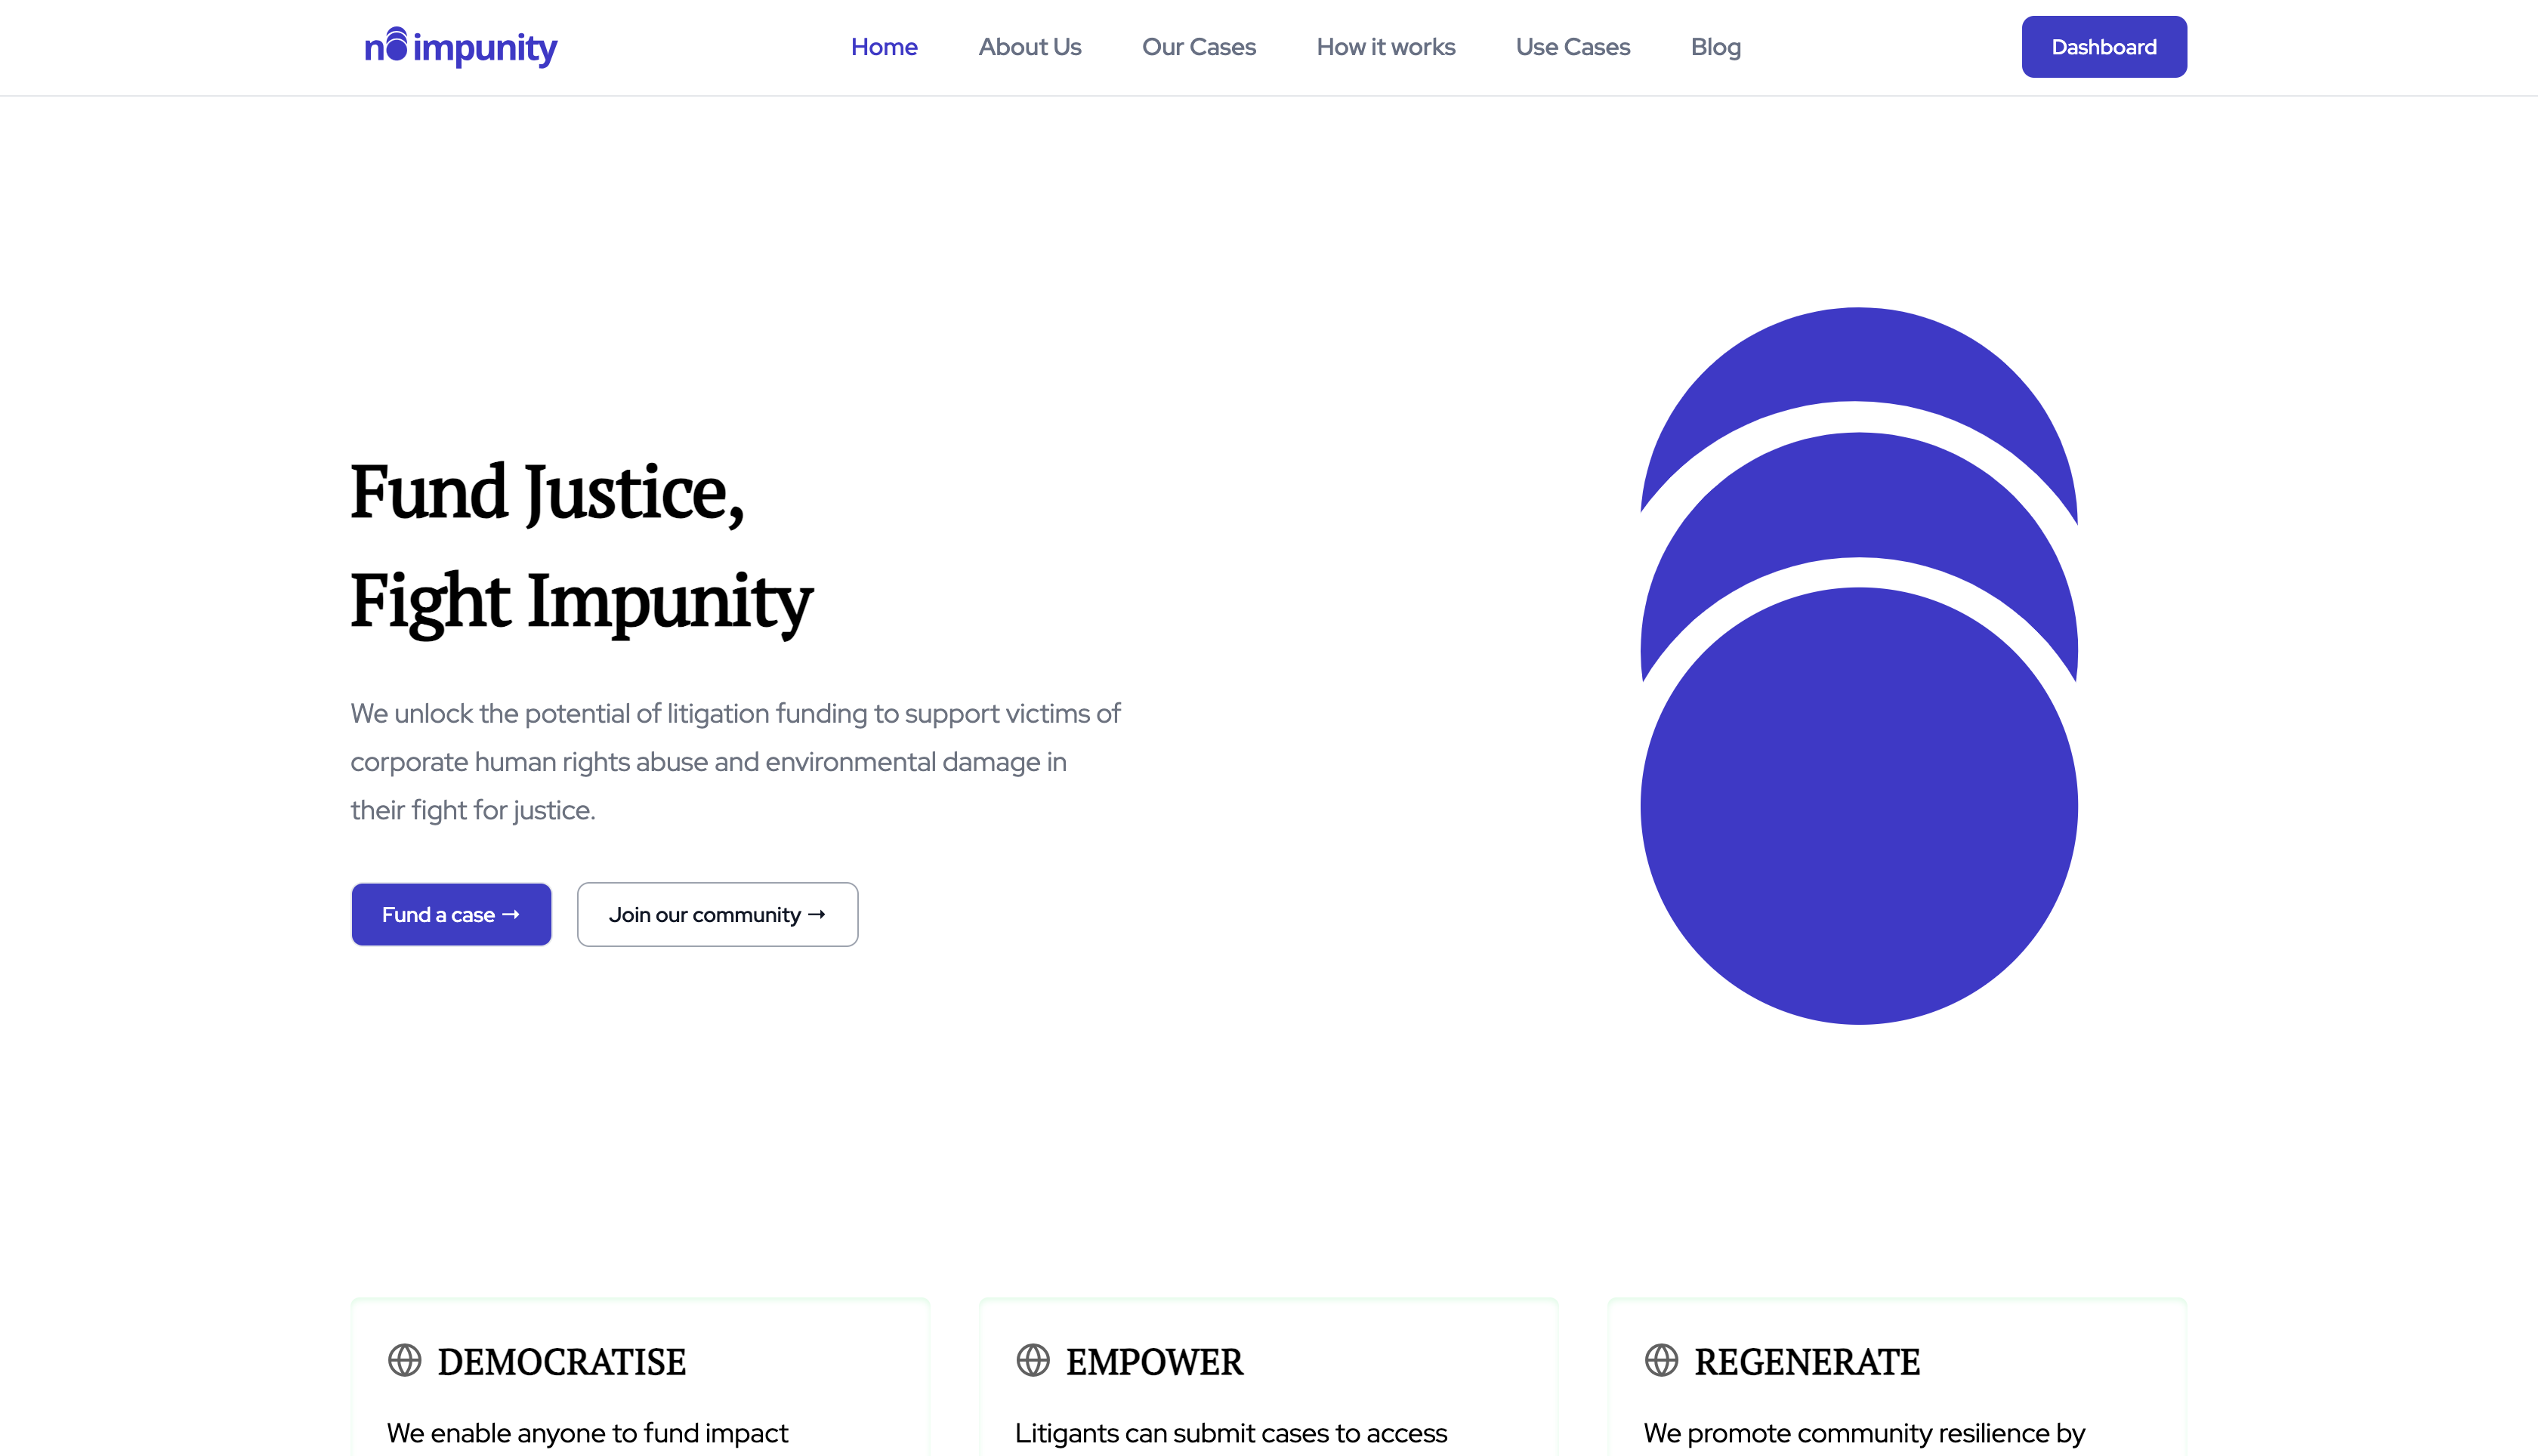 no impunity
Home
About Us
Our Cases
How it works
Use Cases
Blog
Dashboard
Fund Justice,
Fight Impunity
We unlock the potential of litigation funding to support victims of
corporate human rights abuse and environmental damage in
their fight for justice.
Fund a case →
Join our community →
DEMOCRATISE
We enable anyone to fund impact
EMPOWER
Litigants can submit cases to access
REGENERATE
We promote community resilience by